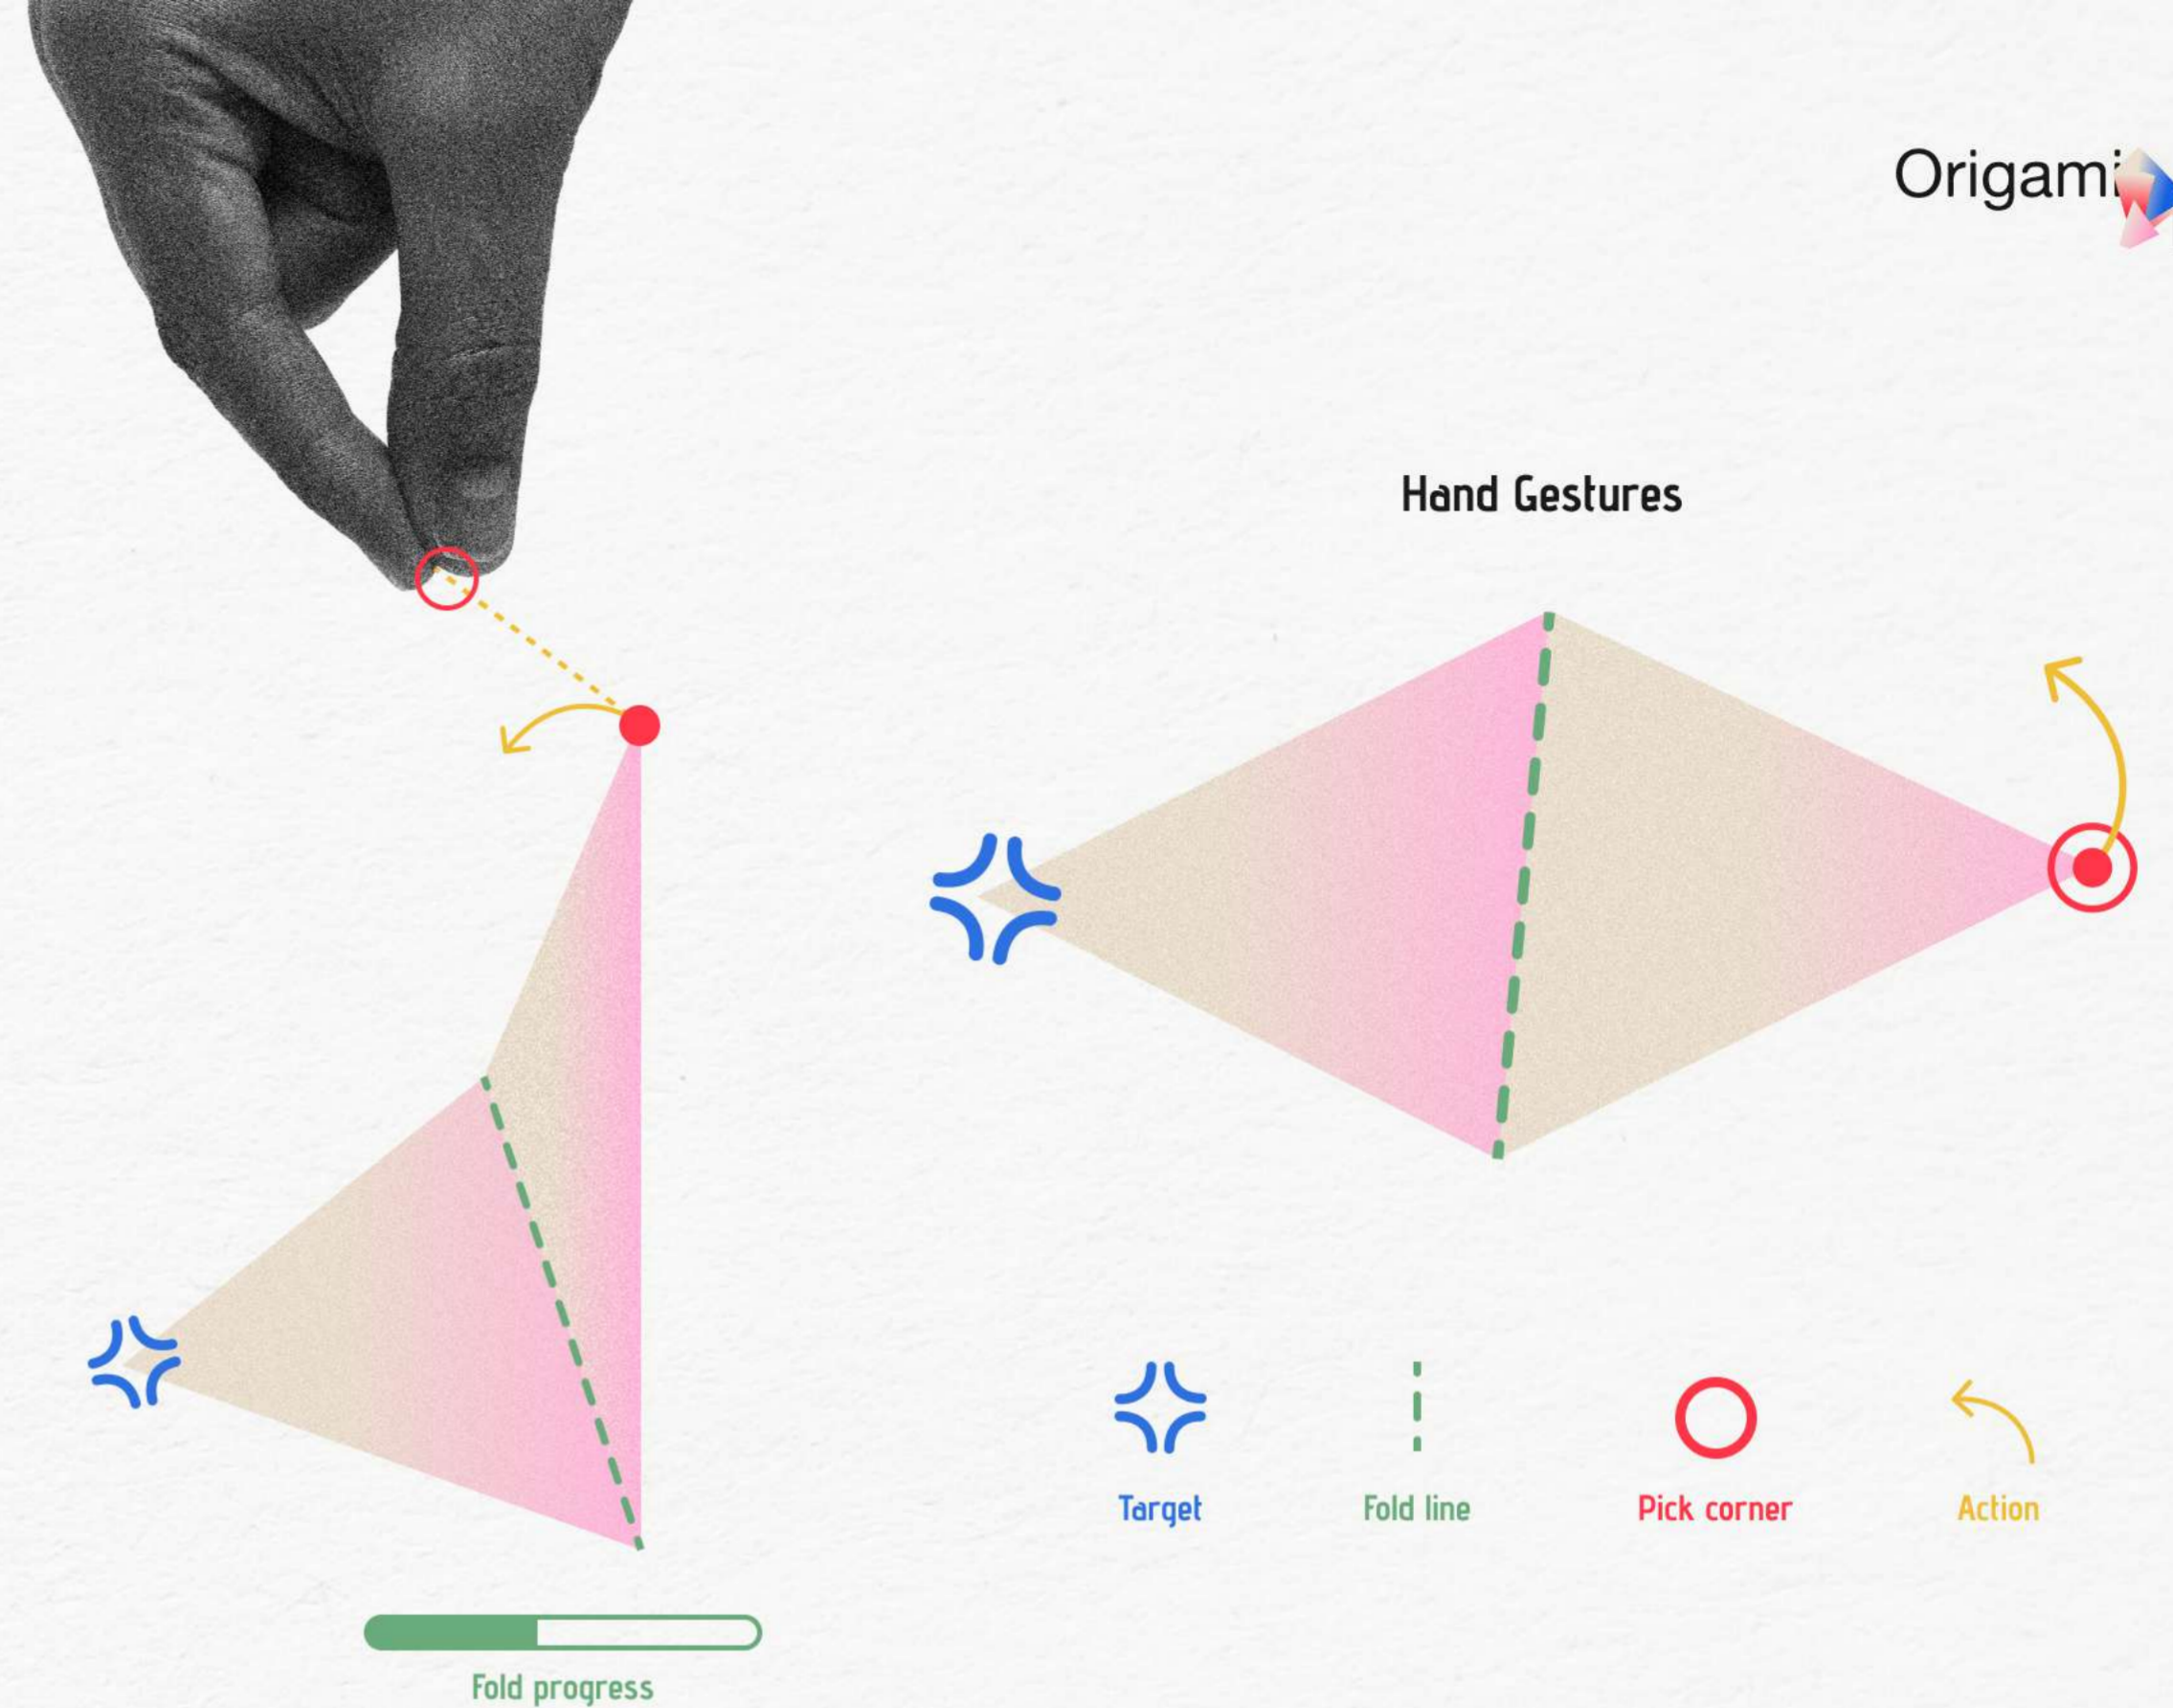 Origami
Hand Gestures
Target
Fold line
Pick corner
Action
Fold progress